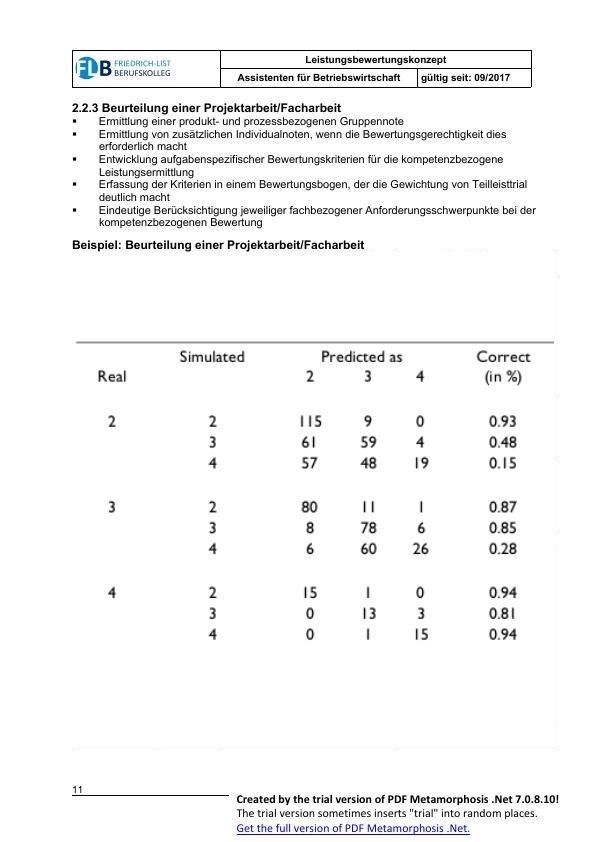 FLB FRIEDRICH-LIST
BERUFSKOLLEG
Leistungsbewertungskonzept
Assistenten für Betriebswirtschaft gültig seit: 09/2017
2.2.3 Beurteilung einer Projektarbeit/Facharbeit
▪ Ermittlung einer produkt- und prozessbezogenen Gruppennote
▪ Ermittlung von zusätzlichen Individualnoten, wenn die Bewertungsgerechtigkeit dies
erforderlich macht
▪ Entwicklung aufgabenspezifischer Bewertungskriterien für die kompetenzbezogene
Leistungsermittlung
▪ Erfassung der Kriterien in einem Bewertungsbogen, der die Gewichtung von Teilleisttrial
deutlich macht
▪ Eindeutige Berücksichtigung jeweiliger fachbezogener Anforderungsschwerpunkte bei der
kompetenzbezogenen Bewertung
Beispiel: Beurteilung einer Projektarbeit/Facharbeit
Simulated Predicted as Correct
Real 2 3 4 (in %)
2 2 115 9 0 0.93
3 61 59 4 0.48
4 57 48 19 0.15
3 2 80 11 1 0.87
3 8 78 6 0.85
4 6 60 26 0.28
4 2 15 1 0 0.94
3 0 13 3 0.81
4 0 1 15 0.94
11
Created by the trial version of PDF Metamorphosis .Net 7.0.8.10!
The trial version sometimes inserts "trial" into random places.
Get the full version of PDF Metamorphosis .Net.